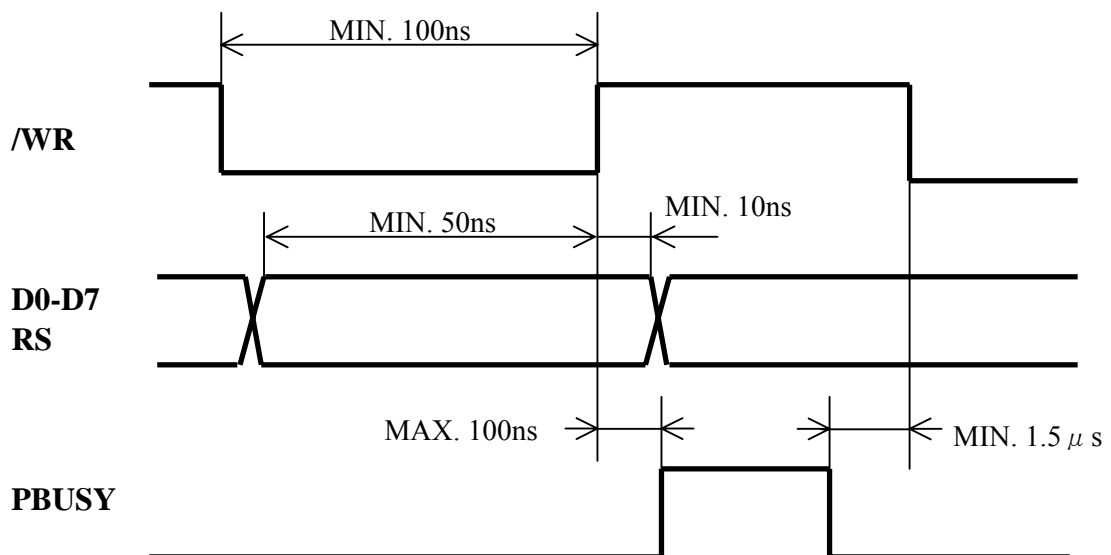 MIN. 100ns
/WR
MIN. 50ns
MIN. 10ns
D0-D7
RS
MAX. 100ns
MIN. 1.5 μ s
PBUSY